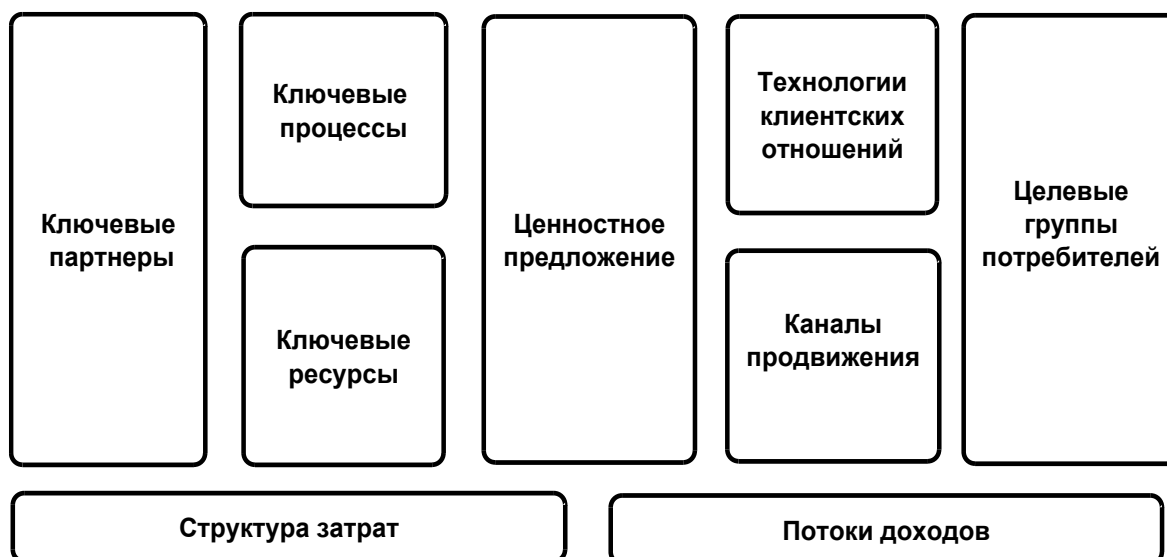 Ключевые
партнеры
Ключевые
процессы
Ключевые
ресурсы
Ценностное
предложение
Технологии
клиентских
отношений
Каналы
продвижения
Целевые
группы
потребителей
Структура затрат
Потоки доходов